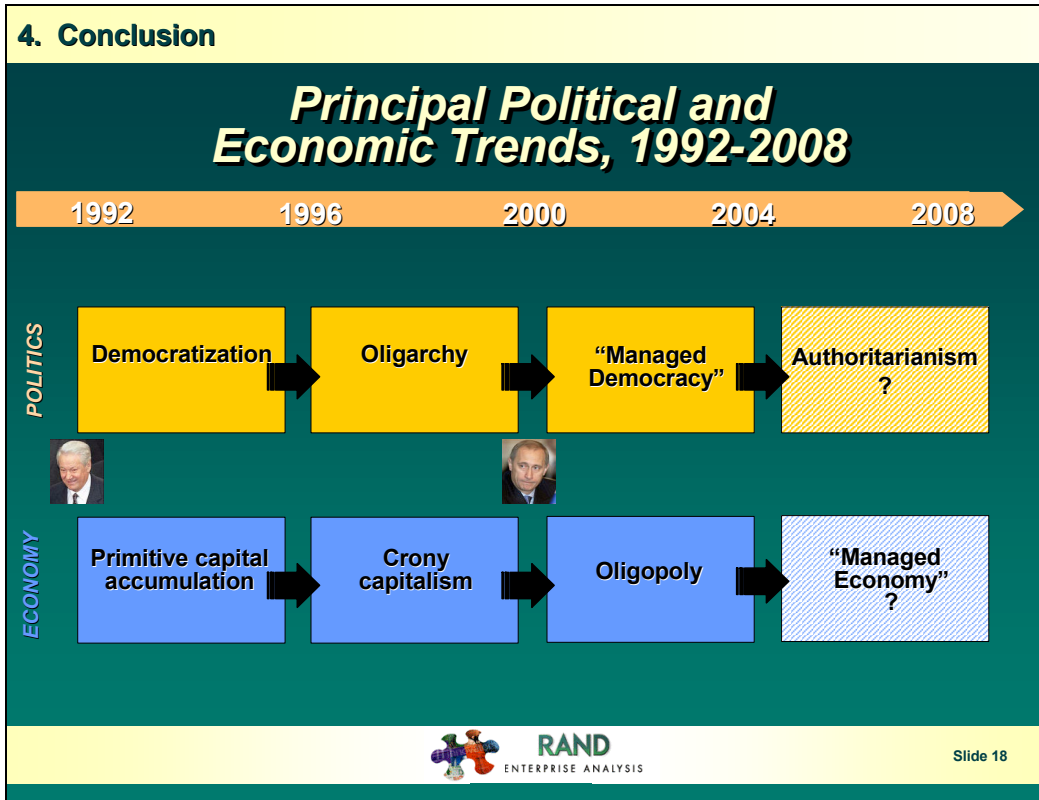 4. Conclusion
Principal Political and
Economic Trends, 1992-2008
1992 1996 2000 2004 2008
POLITICS
Democratization
Oligarchy
“Managed
Democracy”
Authoritarianism
?
ECONOMY
Primitive capital
accumulation
Crony
capitalism
Oligopoly
“Managed
Economy”
?
RAND
ENTERPRISE ANALYSIS
Slide 18